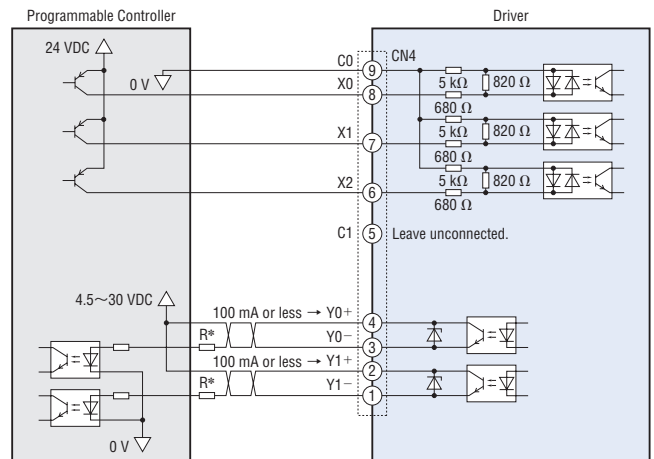 Programmable Controller
Driver
24 VDC
0 V
C0
X0
X1
X2
C1
9
8
7
6
5
CN4
5 kΩ
820 Ω
680 Ω
5 kΩ
820 Ω
680 Ω
5 kΩ
820 Ω
680 Ω
Leave unconnected.
4.5~30 VDC
100 mA or less → Y0+
R*
Y0−
100 mA or less → Y1+
R*
Y1−
4
3
2
1
0 V